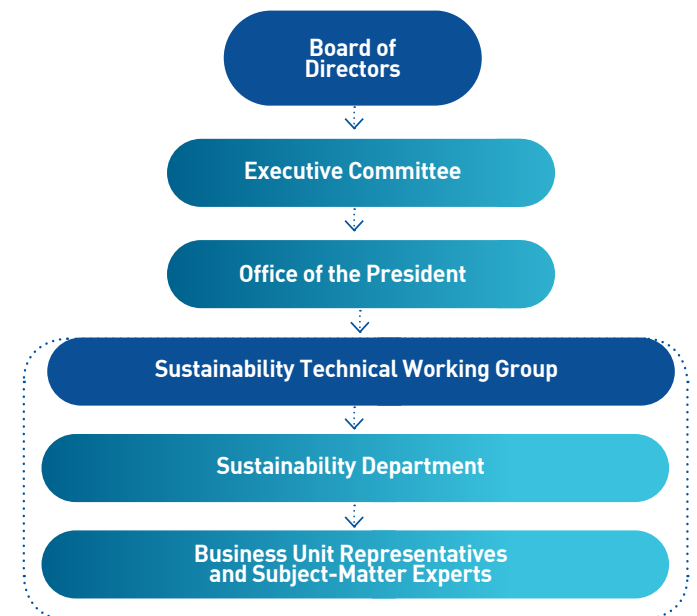 Board of
Directors
Executive Committee
Office of the President
Sustainability Technical Working Group
Sustainability Department
Business Unit Representatives
and Subject-Matter Experts